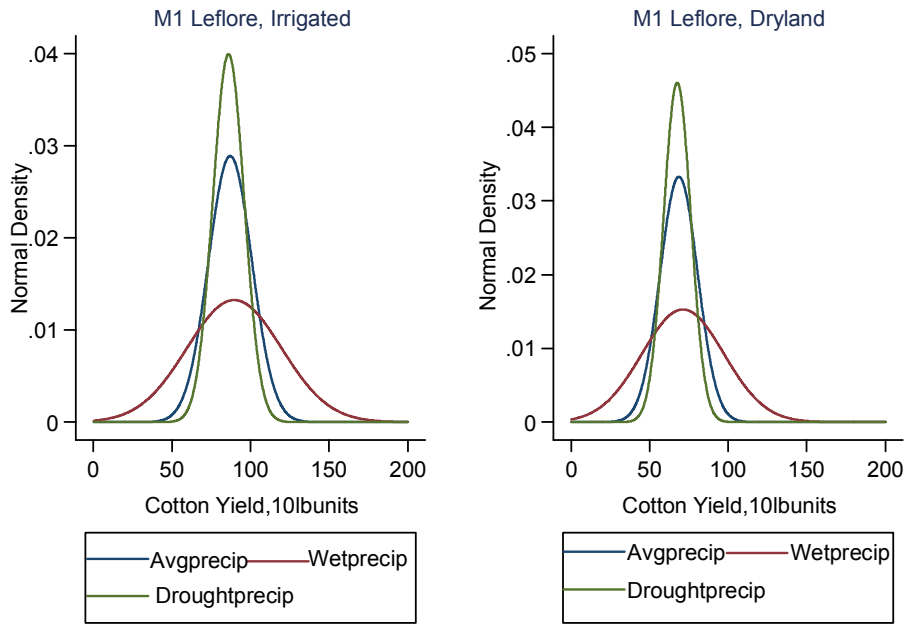 M1 Leflore, Irrigated
Normal Density
.04
.03
.02
.01
0
0 50 100 150 200
Cotton Yield,10lbunits
Avgprecip Wetprecip
Droughtprecip
M1 Leflore, Dryland
Normal Density
.05
.04
.03
.02
.01
0
0 50 100 150 200
Cotton Yield,10lbunits
Avgprecip Wetprecip
Droughtprecip